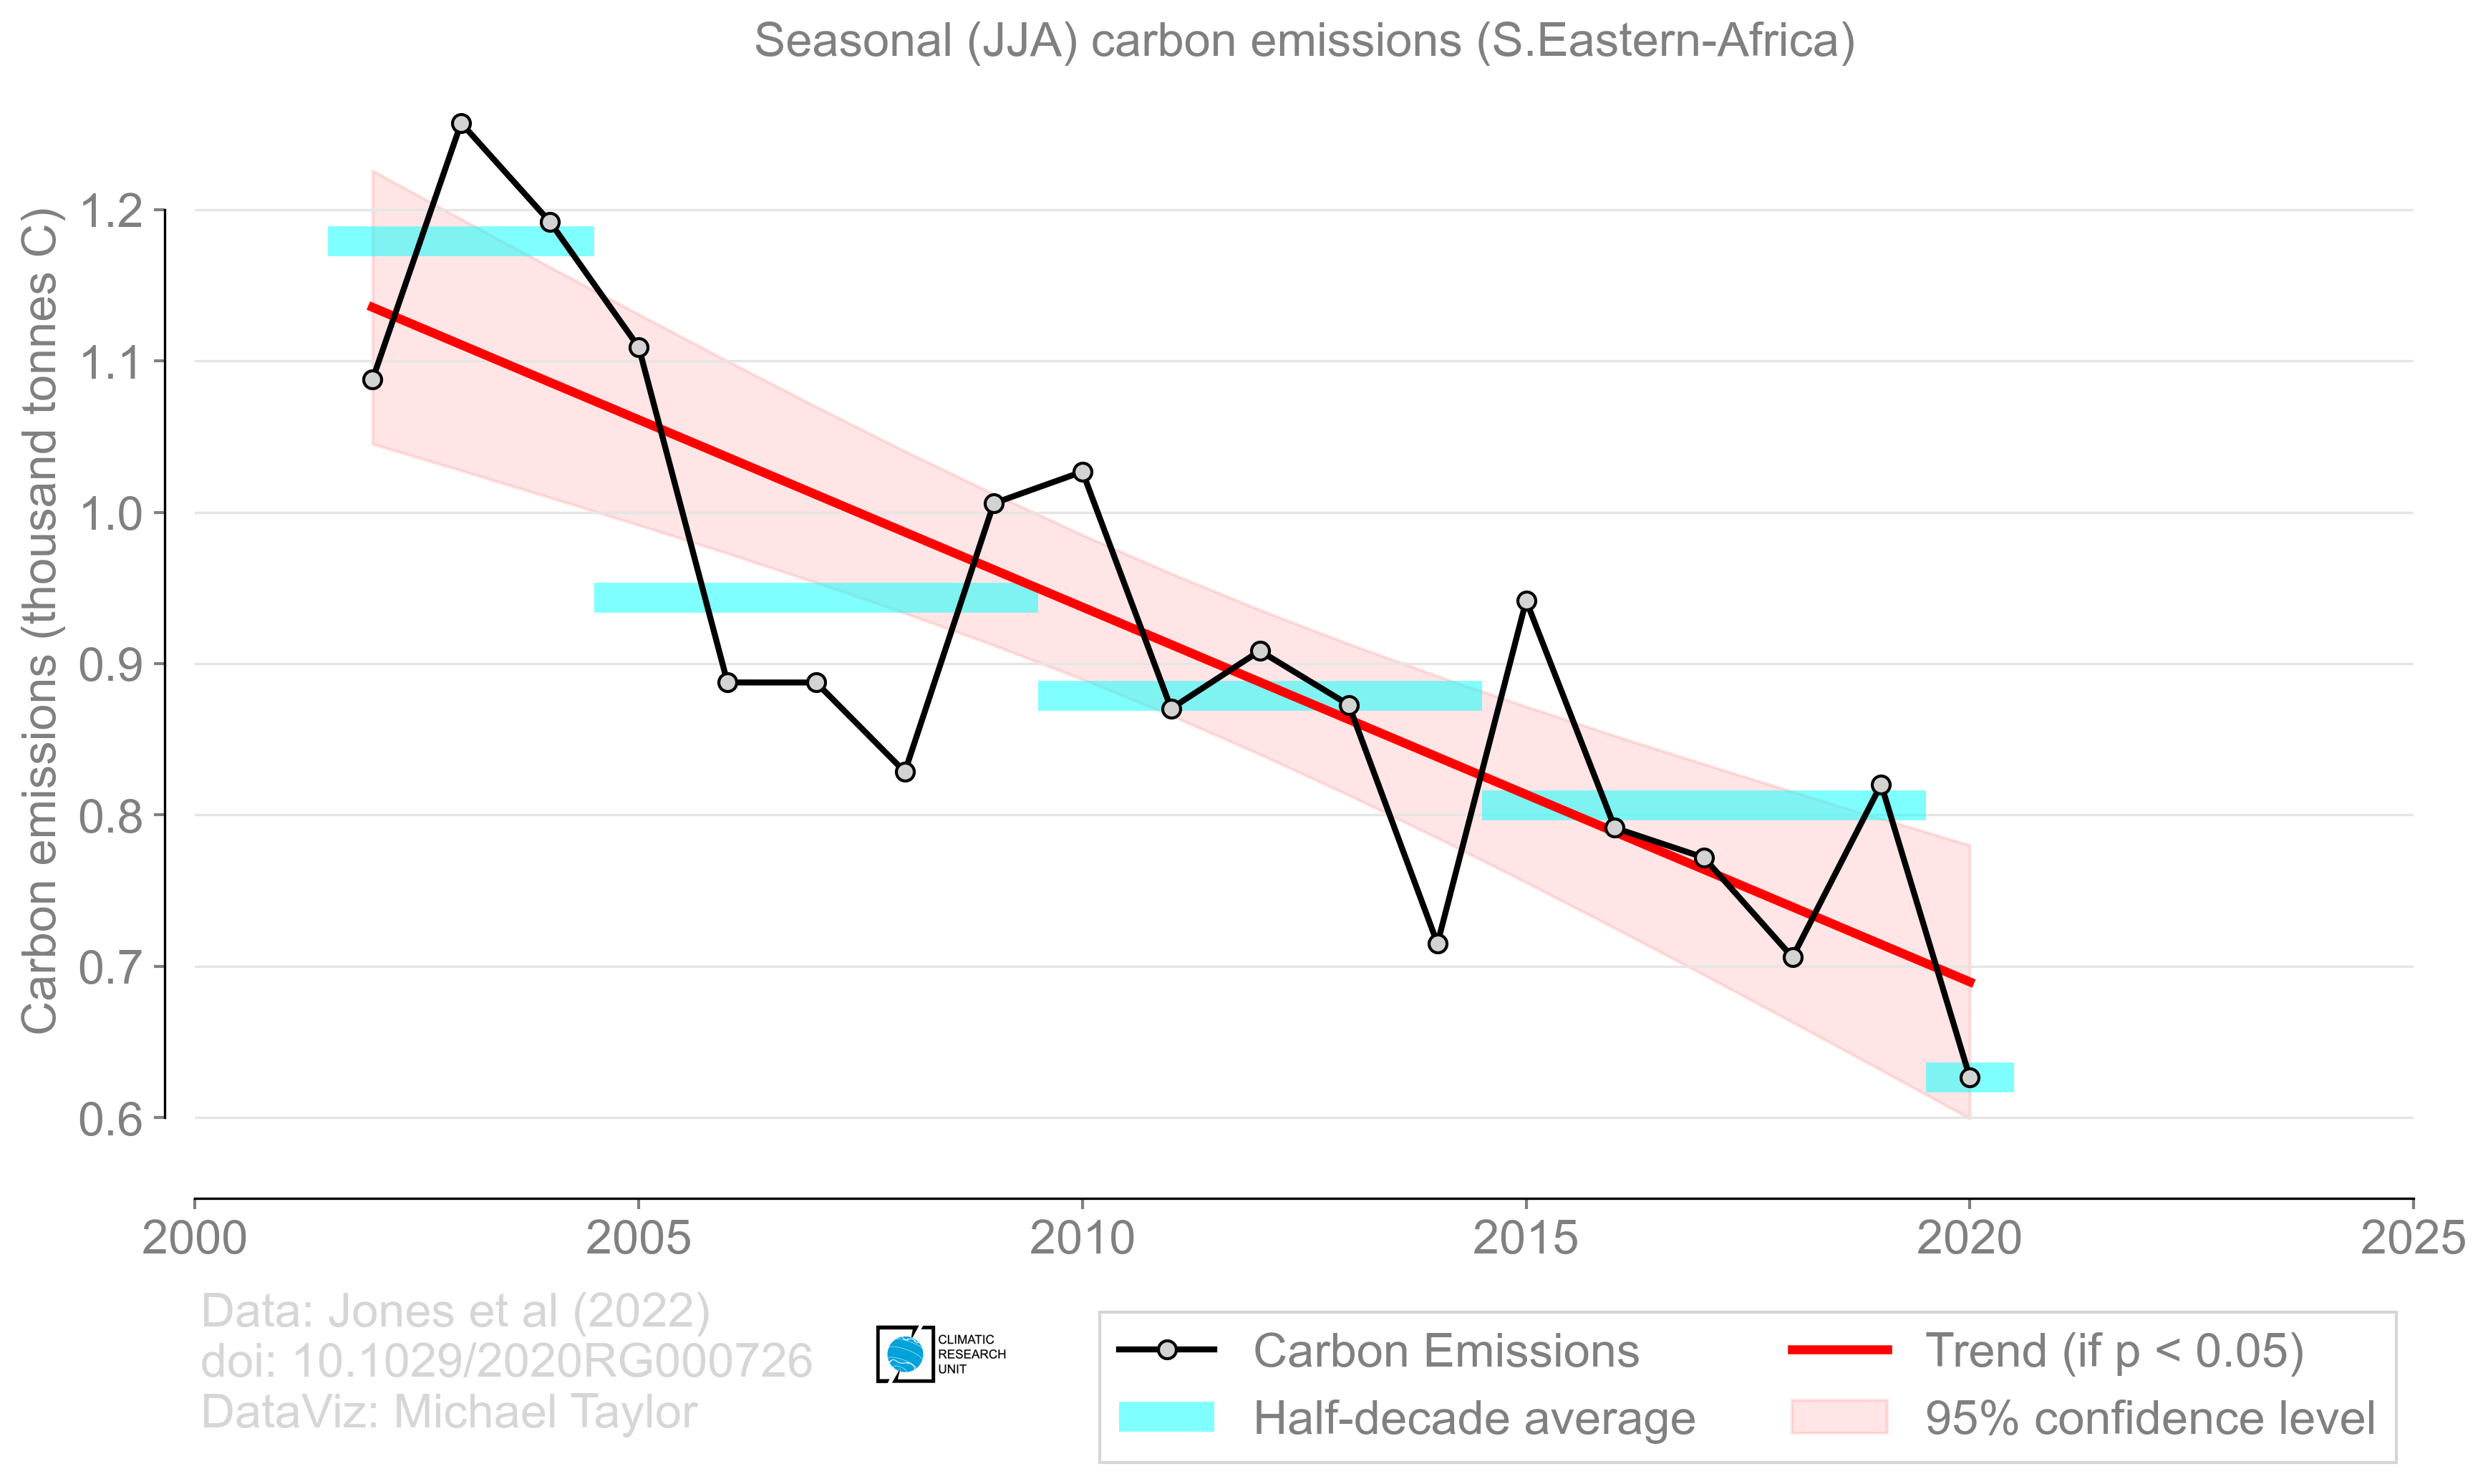 Seasonal (JJA) carbon emissions (S.Eastern-Africa)
Carbon emissions (thousand tonnes C)
1.2
1.1
1.0
0.9
0.8
0.7
0.6
2000 2005 2010 2015 2020 2025
Data: Jones et al (2022)
doi: 10.1029/2020RG000726
DataViz: Michael Taylor
CLIMATIC
RESEARCH
UNIT
Carbon Emissions
Half-decade average
Trend (if p < 0.05)
95% confidence level